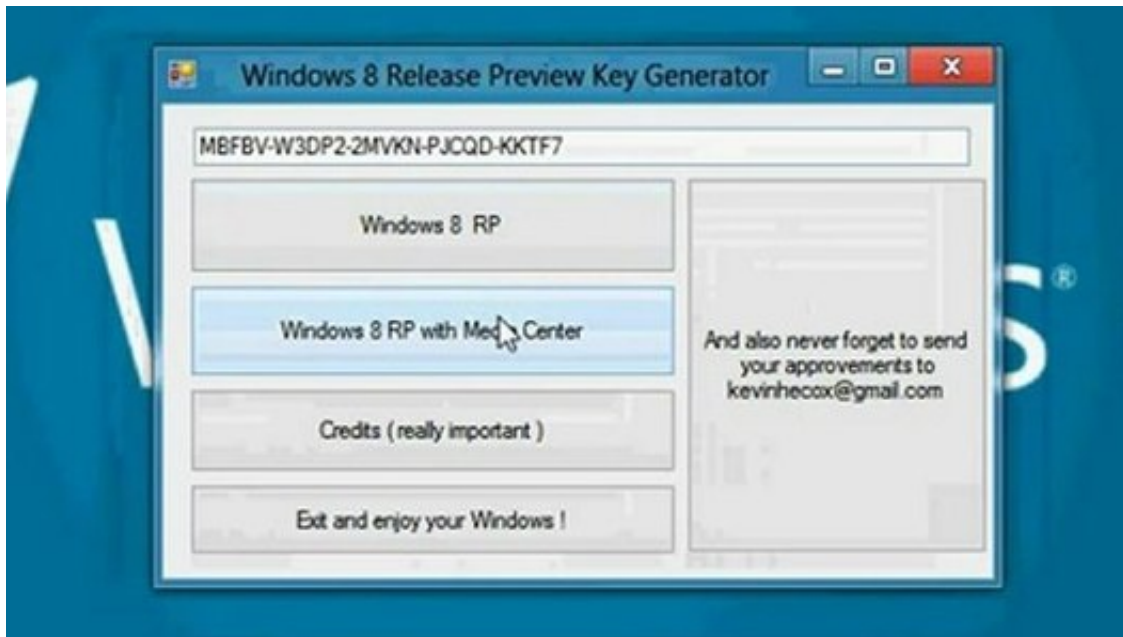 Windows 8 Release Preview Key Generator
MBFBV-W3DP2-2MVKN-PJCQD-KKTF7
Windows 8 RP
Windows 8 RP with Center
Credits ( really important )
Exit and enjoy your Windows !
And also never forget to send
your approvements to
kevinhecox@gmail.com
®